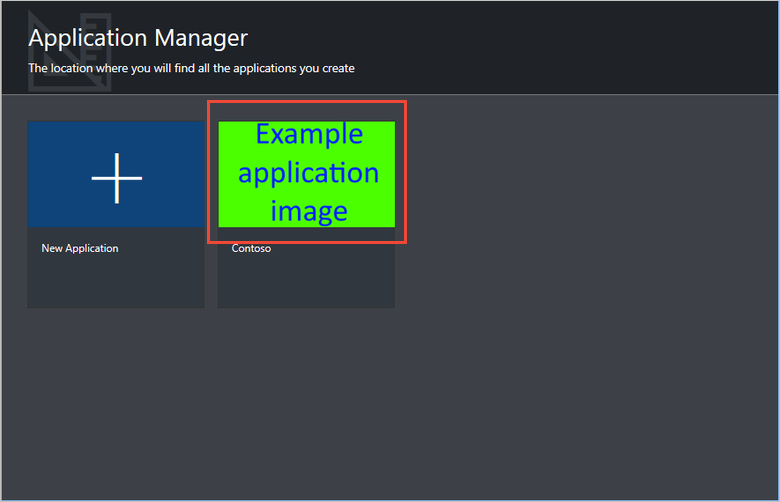 Application Manager
The location where you will find all the applications you create
Example
application
image
New Application
Contoso